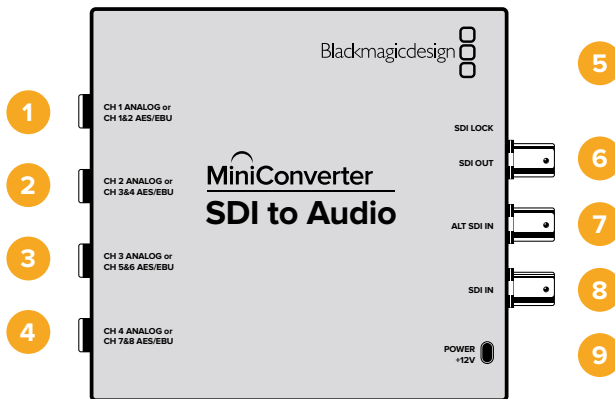 Blackmagicdesign
1
CH 1 ANALOG or
CH 1&2 AES/EBU
2
CH 2 ANALOG or
CH 3&4 AES/EBU
3
CH 3 ANALOG or
CH 5&6 AES/EBU
4
CH 4 ANALOG or
CH 7&8 AES/EBU
MiniConverter
SDI to Audio
5
SDI LOCK
SDI OUT
6
ALT SDI IN
7
SDI IN
8
POWER
+12V
9